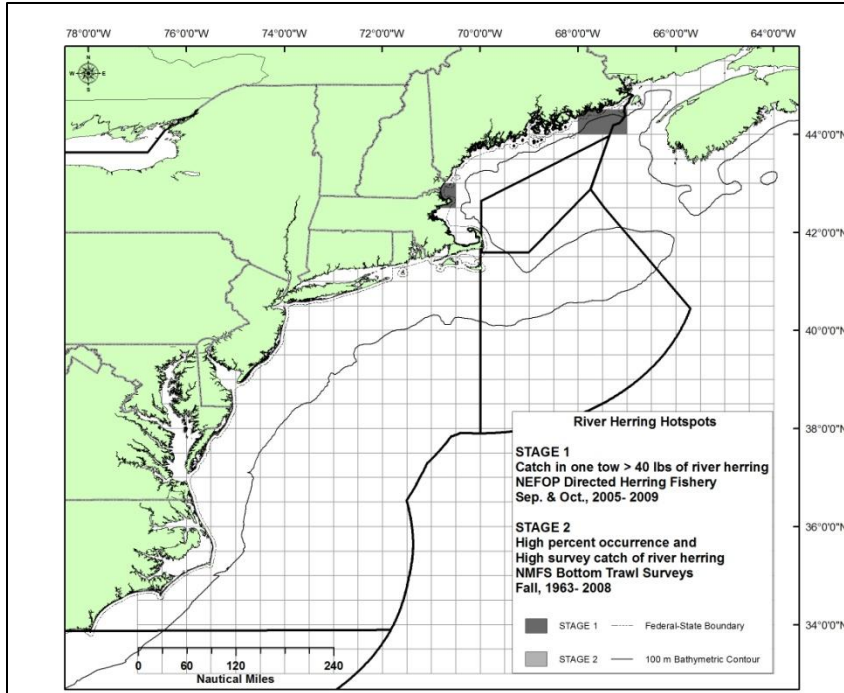 78°0'0"W 76°0'0"W 74°0'0"W 72°0'0"W 70°0'0"W 68°0'0"W 66°0'0"W 64°0'0"W
N
W E
S
44°0'0"N
42°0'0"N
40°0'0"N
38°0'0"N
36°0'0"N
34°0'0"N
River Herring Hotspots
STAGE 1
Catch in one tow > 40 lbs of river herring
NEFOP Directed Herring Fishery
Sep. & Oct., 2005- 2009
STAGE 2
High percent occurrence and
High survey catch of river herring
NMFS Bottom Trawl Surveys
Fall, 1963- 2008
STAGE 1 Federal-State Boundary
STAGE 2 100 m Bathymetric Contour
0 60 120 240
Nautical Miles